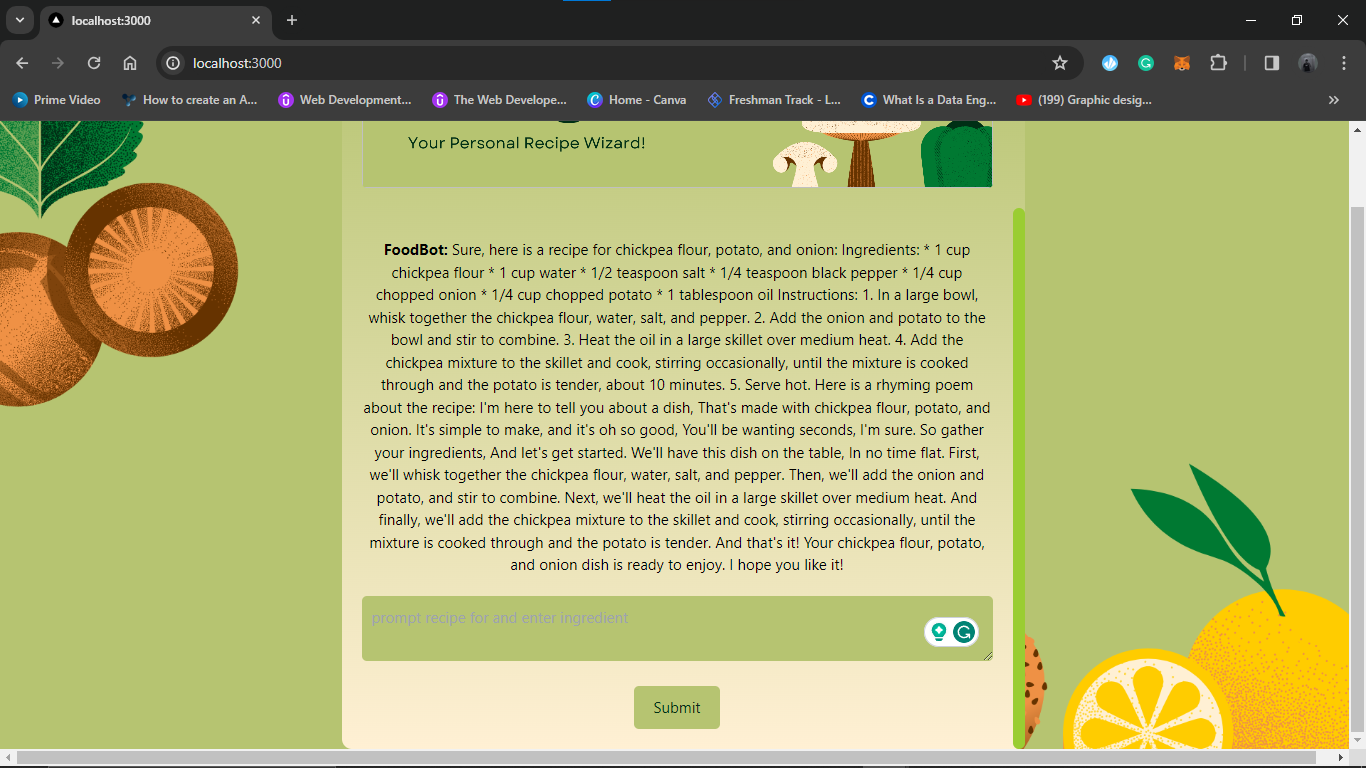 localhost:3000
localhost:3000
Prime Video
How to create an A...
Web Development...
The Web Develope...
Home - Canva
Freshman Track - L...
What Is a Data Eng...
(199) Graphic desig...
Your Personal Recipe Wizard!
FoodBot: Sure, here is a recipe for chickpea flour, potato, and onion: Ingredients: * 1 cup
chickpea flour * 1 cup water * 1/2 teaspoon salt * 1/4 teaspoon black pepper * 1/4 cup
chopped onion * 1/4 cup chopped potato * 1 tablespoon oil Instructions: 1. In a large bowl,
whisk together the chickpea flour, water, salt, and pepper. 2. Add the onion and potato to the
bowl and stir to combine. 3. Heat the oil in a large skillet over medium heat. 4. Add the
chickpea mixture to the skillet and cook, stirring occasionally, until the mixture is cooked
through and the potato is tender, about 10 minutes. 5. Serve hot. Here is a rhyming poem
about the recipe: I'm here to tell you about a dish, That's made with chickpea flour, potato, and
onion. It's simple to make, and it's oh so good, You'll be wanting seconds, I'm sure. So gather
your ingredients, And let's get started. We'll have this dish on the table, In no time flat. First,
we'll whisk together the chickpea flour, water, salt, and pepper. Then, we'll add the onion and
potato, and stir to combine. Next, we'll heat the oil in a large skillet over medium heat. And
finally, we'll add the chickpea mixture to the skillet and cook, stirring occasionally, until the
mixture is cooked through and the potato is tender. And that's it! Your chickpea flour, potato,
and onion dish is ready to enjoy. I hope you like it!
prompt recipe for and enter ingredient
Submit